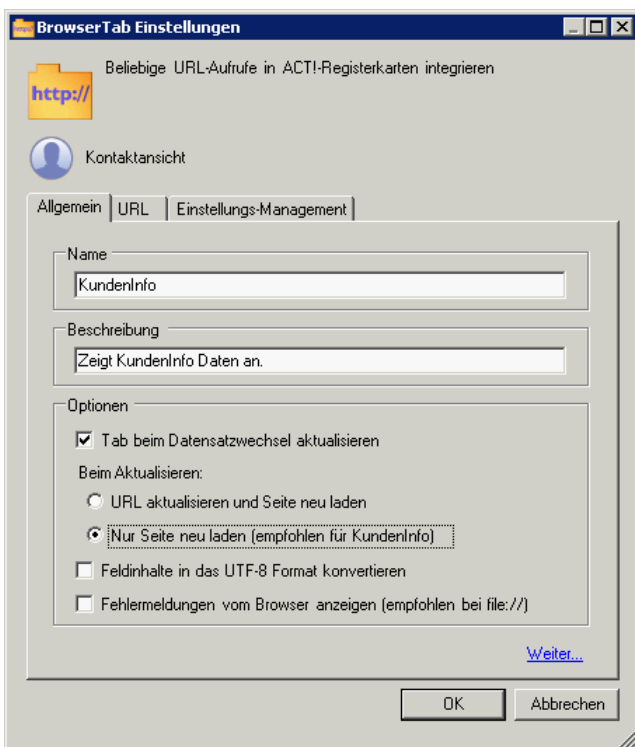 BrowserTab Einstellungen
Beliebige URL-Aufrufe in ACT!-Registerkarten integrieren
http://
Kontaktansicht
Allgemein URL Einstellungs-Management
Name
KundenInfo
Beschreibung
Zeigt KundenInfo Daten an.
Optionen
Tab beim Datensatzwechsel aktualisieren
Beim Aktualisieren:
URL aktualisieren und Seite neu laden
Nur Seite neu laden (empfohlen für KundenInfo)
Feldinhalte in das UTF-8 Format konvertieren
Fehlermeldungen vom Browser anzeigen (empfohlen bei file://)
Weiter...
OK Abbrechen